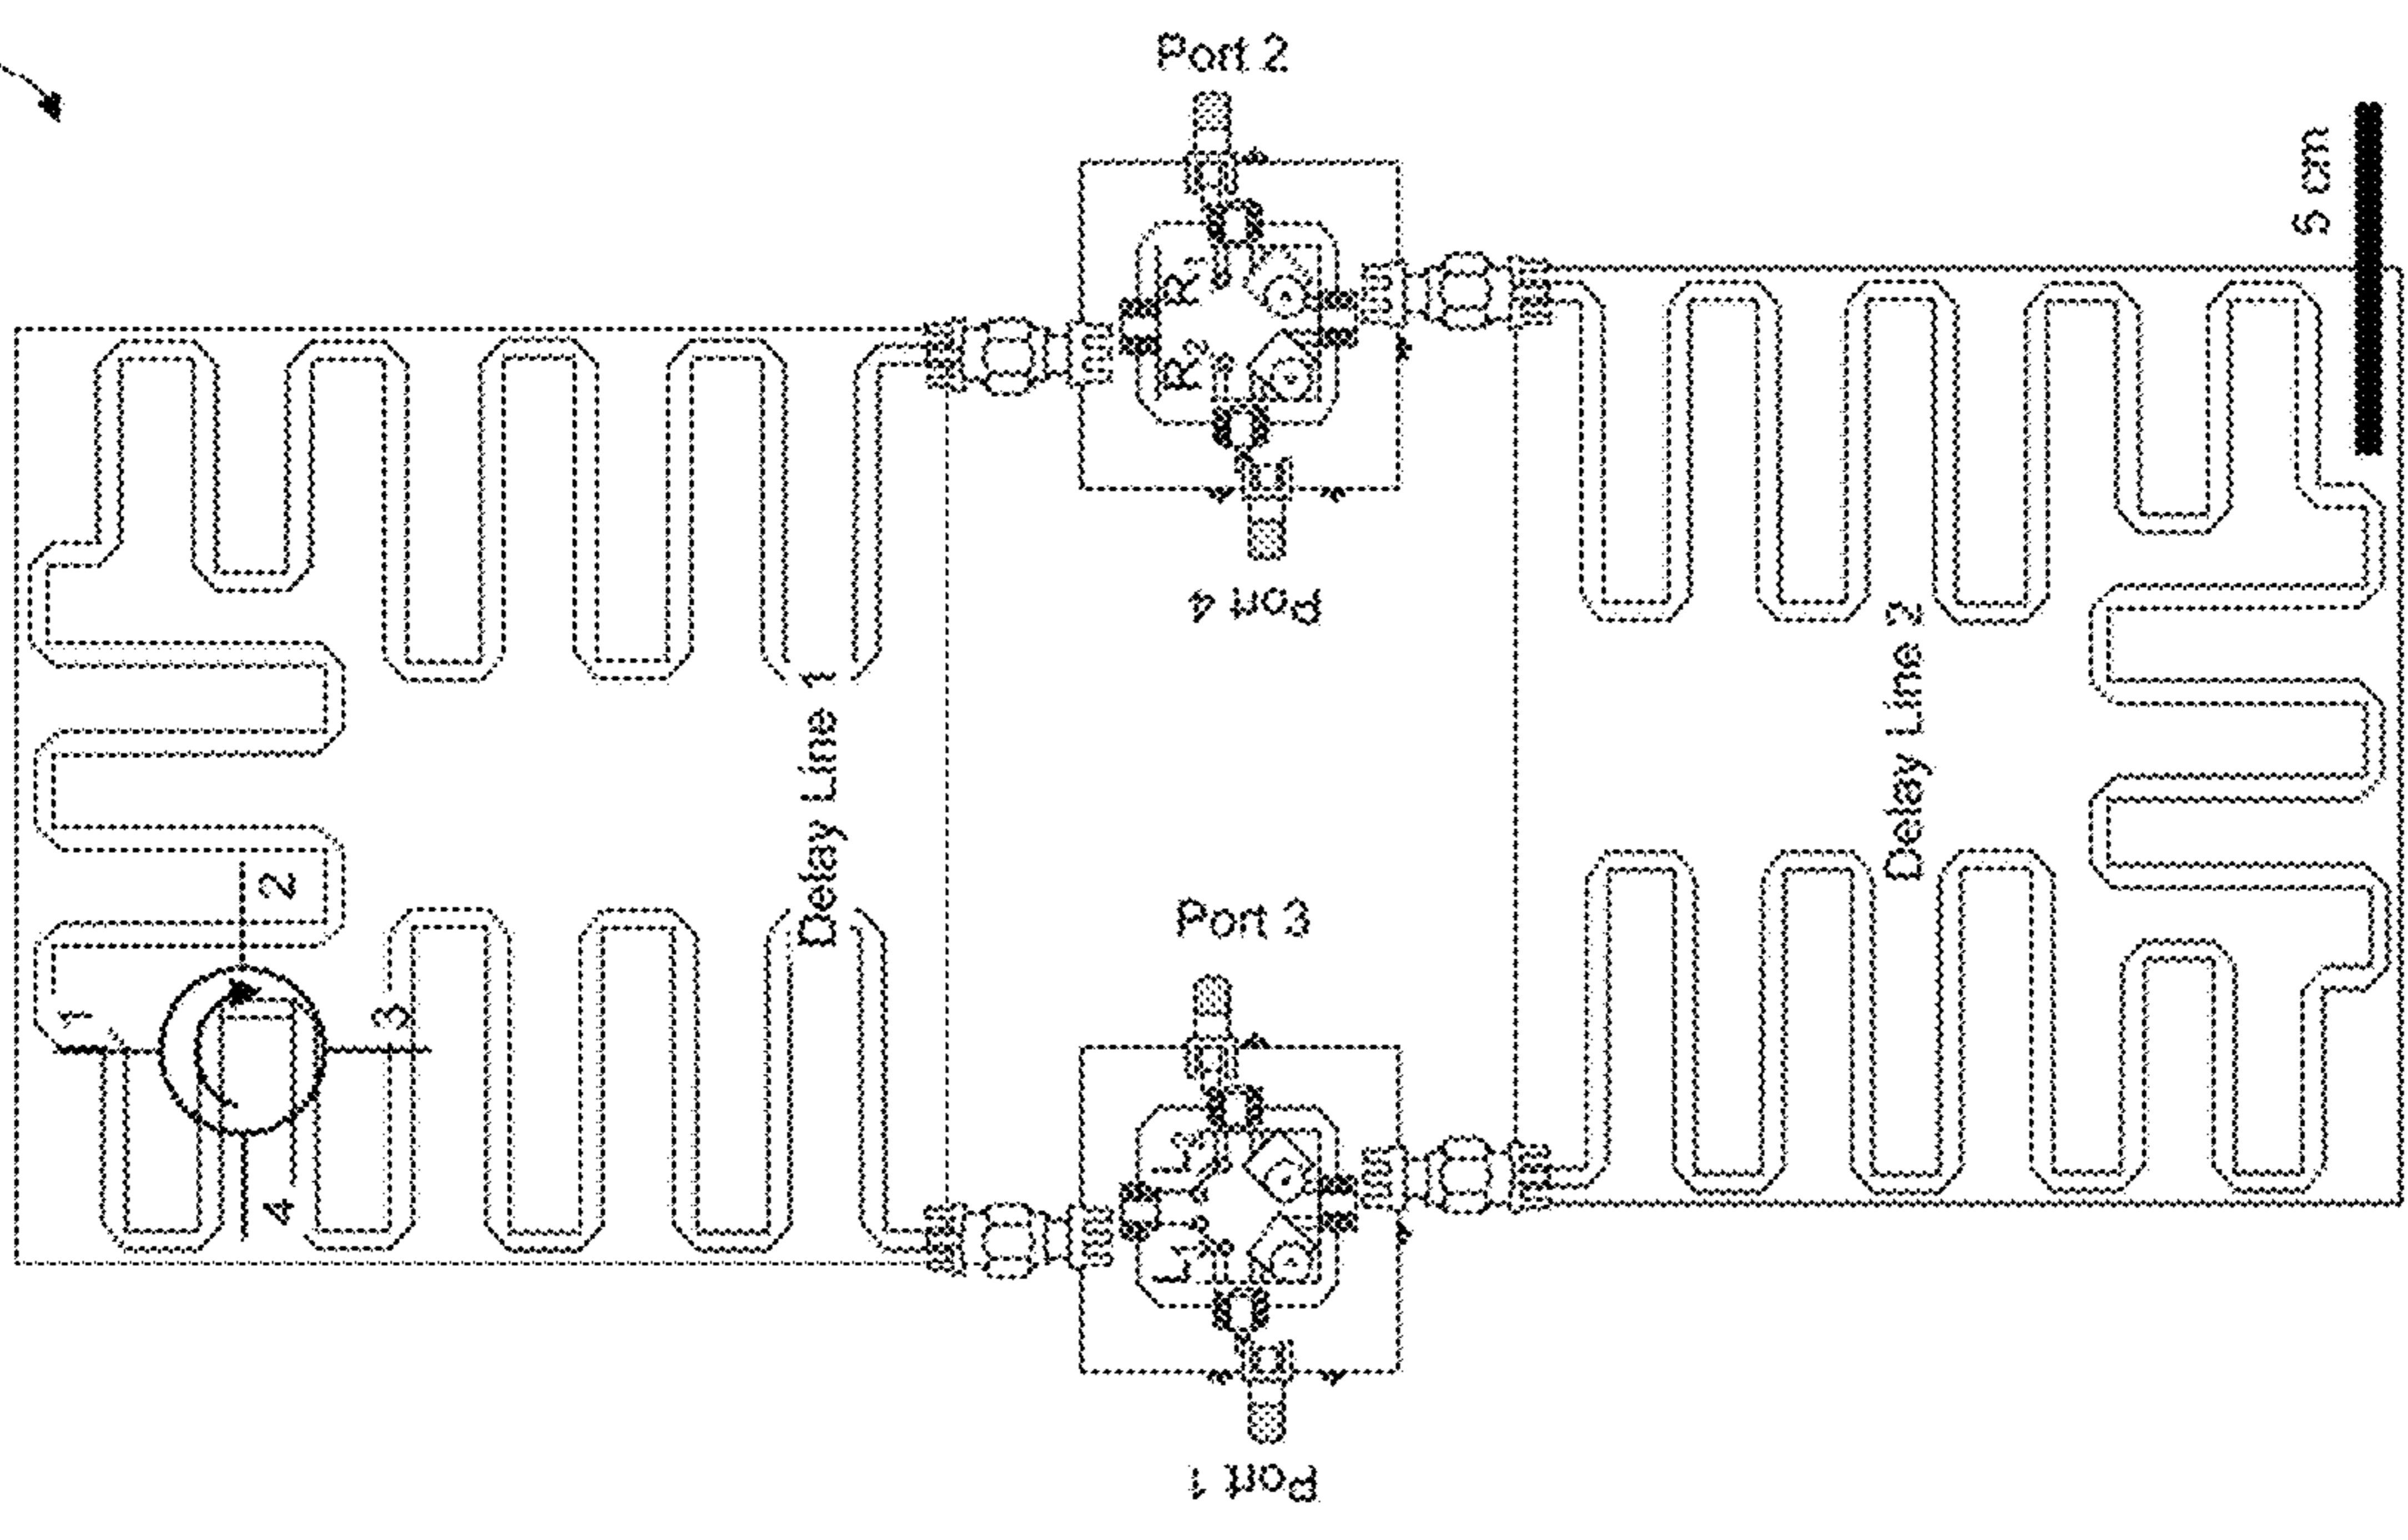 Port 2
5 cm
R1
R2
Port 4
Delay Line 1
Delay Line 2
2
Port 3
1
3
4
L2
L1
Port 1